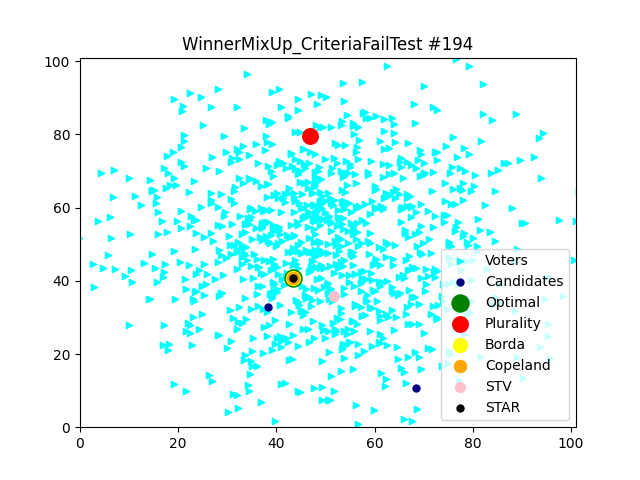 WinnerMixUp_CriteriaFailTest #194
100
80
60
40
20
0
0 20 40 60 80 100
Voters
Candidates
Optimal
Plurality
Borda
Copeland
STV
STAR